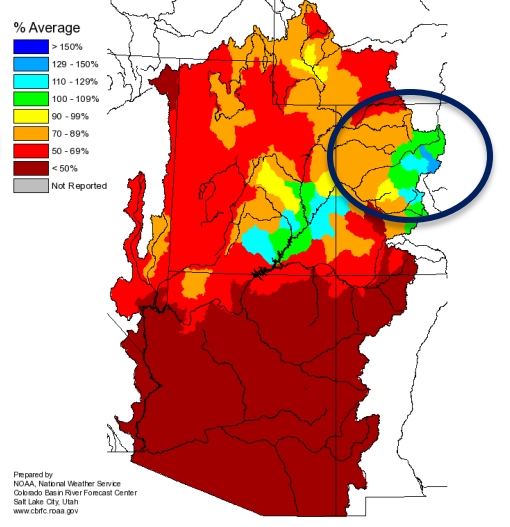 % Average
> 150%
129 - 150%
110 - 129%
100 - 109%
90 - 99%
70 - 89%
50 - 69%
< 50%
Not Reported
Prepared by
NOAA, National Weather Service
Colorado Basin River Forecast Center
Salt Lake City, Utah
www.cbrfc.noaa.gov